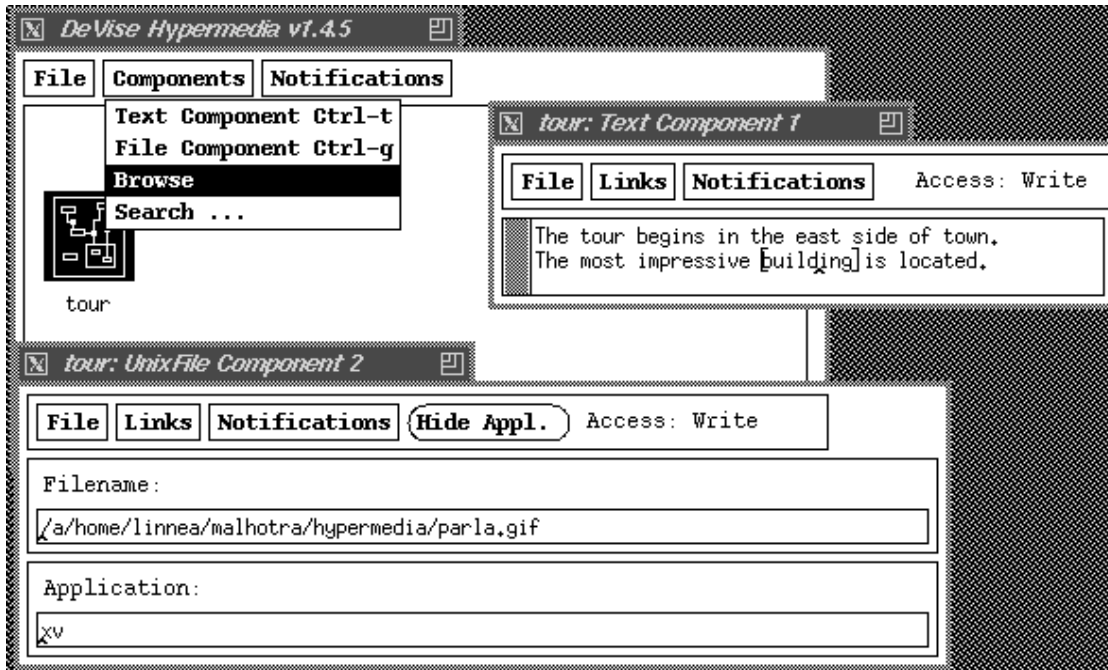 DeVise Hypermedia v1.4.5
File Components Notifications
Text Component Ctrl-t
File Component Ctrl-g
Browse
Search ...
tour
tour: Text Component 1
File Links Notifications Access: Write
The tour begins in the east side of town.
The most impressive [building] is located.
tour: UnixFile Component 2
File Links Notifications Hide Appl. Access: Write
Filename:
/a/home/linnea/malhotra/hypermedia/parla.gif
Application:
xv